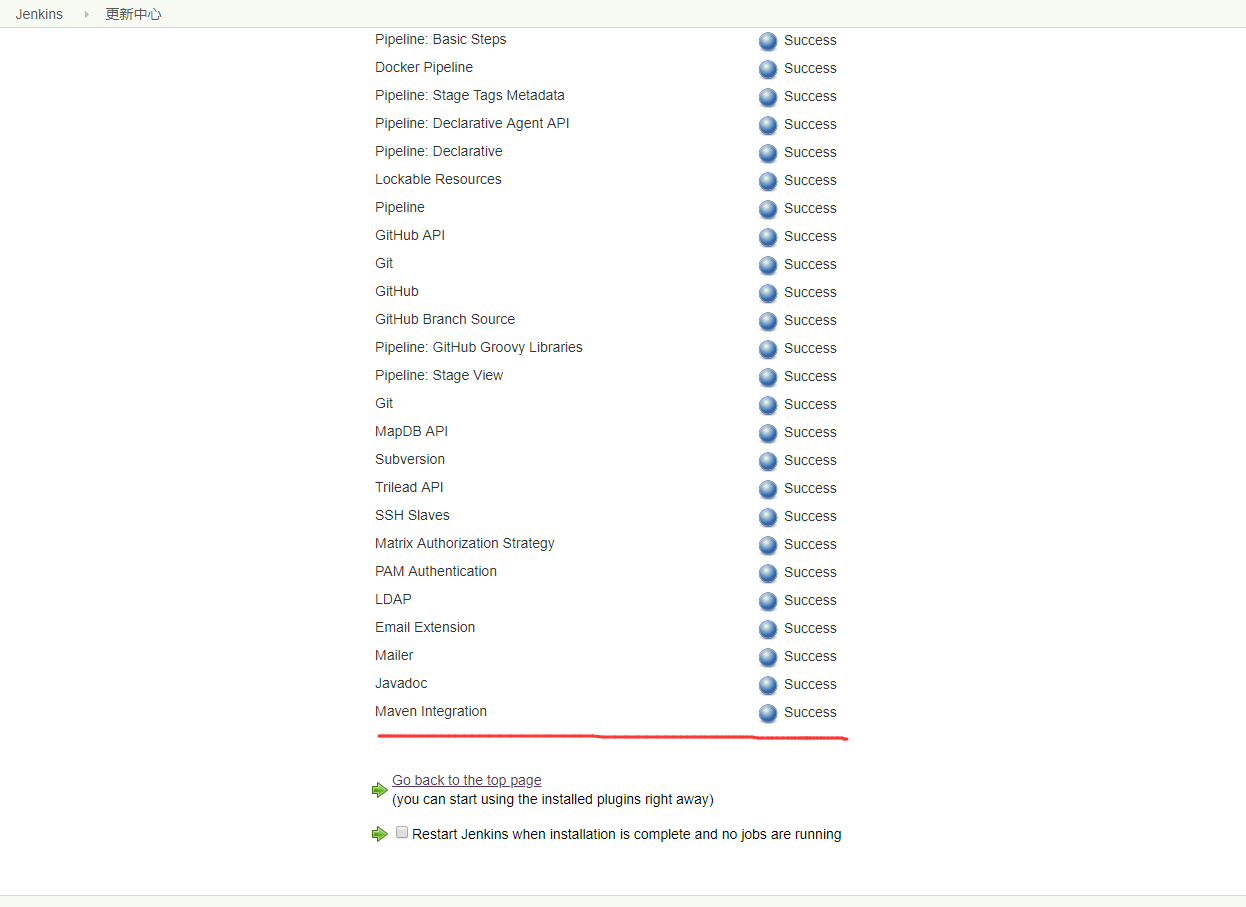 Jenkins 更新中心
Pipeline: Basic Steps Success
Docker Pipeline Success
Pipeline: Stage Tags Metadata Success
Pipeline: Declarative Agent API Success
Pipeline: Declarative Success
Lockable Resources Success
Pipeline Success
GitHub API Success
Git Success
GitHub Success
GitHub Branch Source Success
Pipeline: GitHub Groovy Libraries Success
Pipeline: Stage View Success
Git Success
MapDB API Success
Subversion Success
Trilead API Success
SSH Slaves Success
Matrix Authorization Strategy Success
PAM Authentication Success
LDAP Success
Email Extension Success
Mailer Success
Javadoc Success
Maven Integration Success
Go back to the top page
(you can start using the installed plugins right away)
Restart Jenkins when installation is complete and no jobs are running